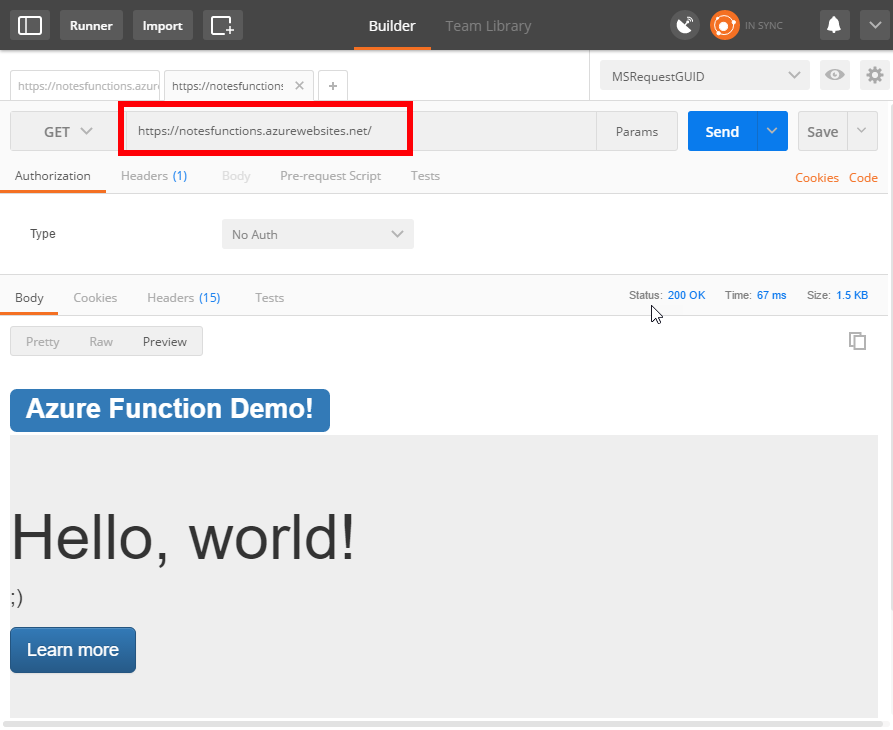 Runner Import Builder Team Library IN SYNC
https://notesfunctions.azure https://notesfunctions: MSRequestGUID
GET https://notesfunctions.azurewebsites.net/ Params Send Save
Authorization Headers (1) Body Pre-request Script Tests Cookies Code
Type No Auth
Body Cookies Headers (15) Tests Status: 200 OK Time: 67 ms Size: 1.5 KB
Pretty Raw Preview
Azure Function Demo!
Hello, world!
;)
Learn more